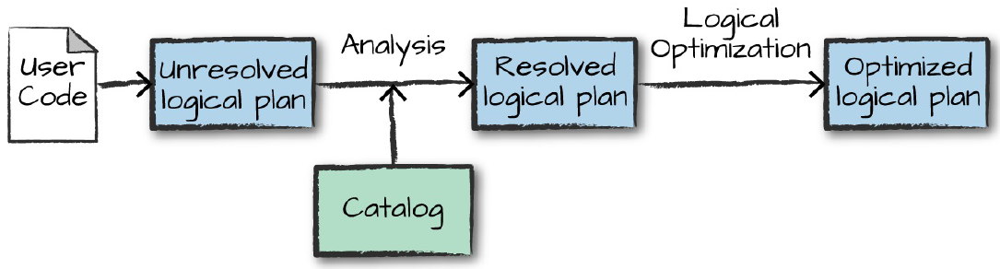 User
Code
Unresolved
logical plan
Analysis
Resolved
logical plan
Logical
Optimization
Optimized
logical plan
Catalog